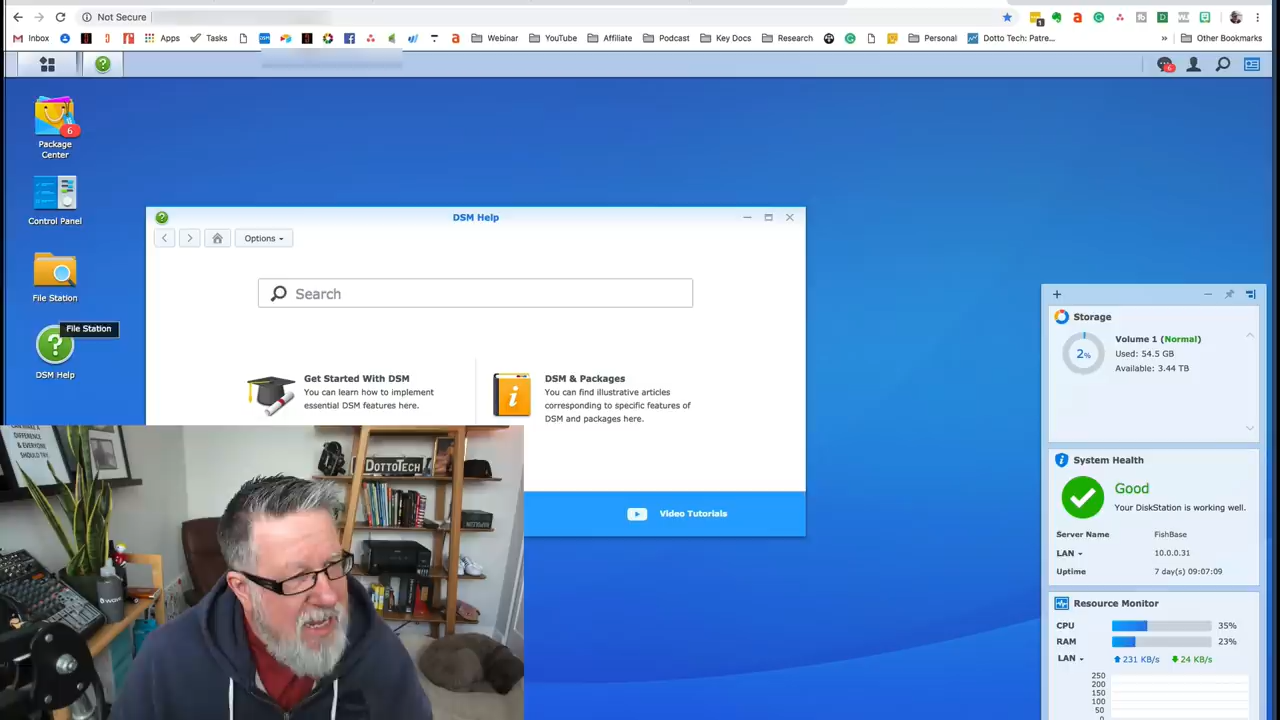 Not Secure
Inbox
Apps
Tasks
Webinar
YouTube
Affiliate
Podcast
Key Docs
Research
Personal
Dotto Tech: Patre...
»
Other Bookmarks
6
6
Package
Center
Control Panel
File Station
File Station
DSM Help
DSM Help
Options
Search
Get Started With DSM
You can learn how to implement
essential DSM features here.
DSM & Packages
You can find illustrative articles
corresponding to specific features of
DSM and packages here.
Video Tutorials
Storage
2%
Volume 1 (Normal)
Used: 54.5 GB
Available: 3.44 TB
System Health
Good
Your DiskStation is working well.
Server Name FishBase
LAN 10.0.0.31
Uptime 7 day(s) 09:07:09
Resource Monitor
CPU 35%
RAM 23%
LAN 231 KB/s 24 KB/s
250
200
150
100
50
0
DIFFERENCE
& EVERYONE
SHOULD TRY.
DOTTOTECH